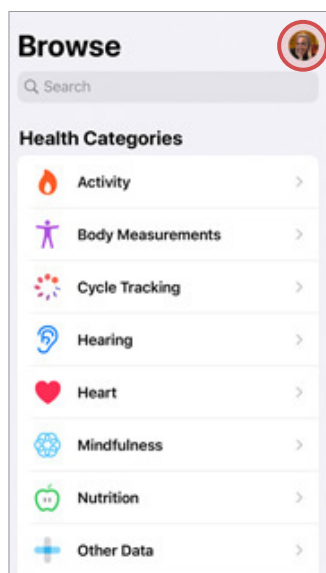 Browse
Search
Health Categories
Activity
Body Measurements
Cycle Tracking
Hearing
Heart
Mindfulness
Nutrition
Other Data